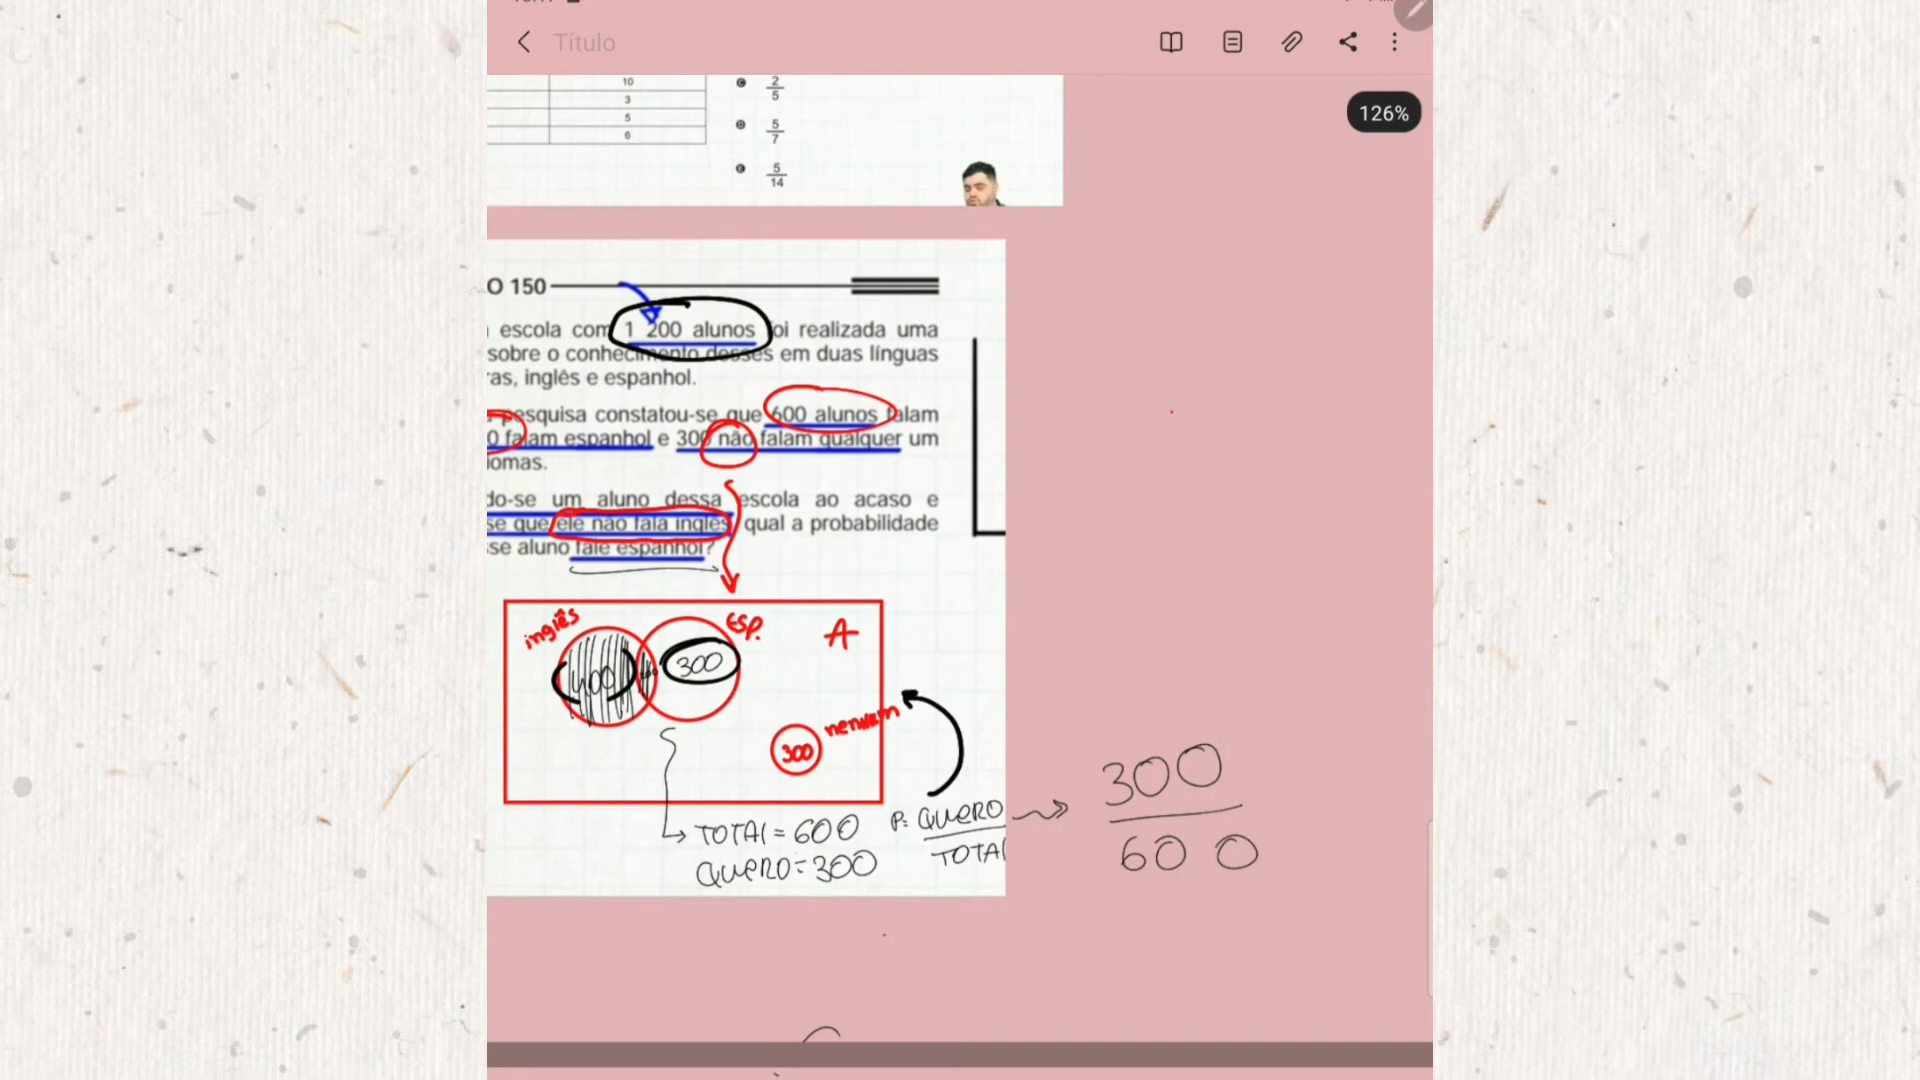 Título
126%
10
3
5
6
C 2/5
D 5/7
E 5/14
O 150
escola com 1 200 alunos foi realizada uma
sobre o conhecimento desses em duas línguas
ras, inglês e espanhol.
pesquisa constatou-se que 600 alunos falam
0 falam espanhol e 300 não falam qualquer um
iomas.
do-se um aluno dessa escola ao acaso e
se que ele não fala inglês qual a probabilidade
se aluno fale espanhol?
inglês
ESP.
A
400
300
300
nenhum
TOTAl = 600
QUERO = 300
P= QUERO
TOTAl
300
600